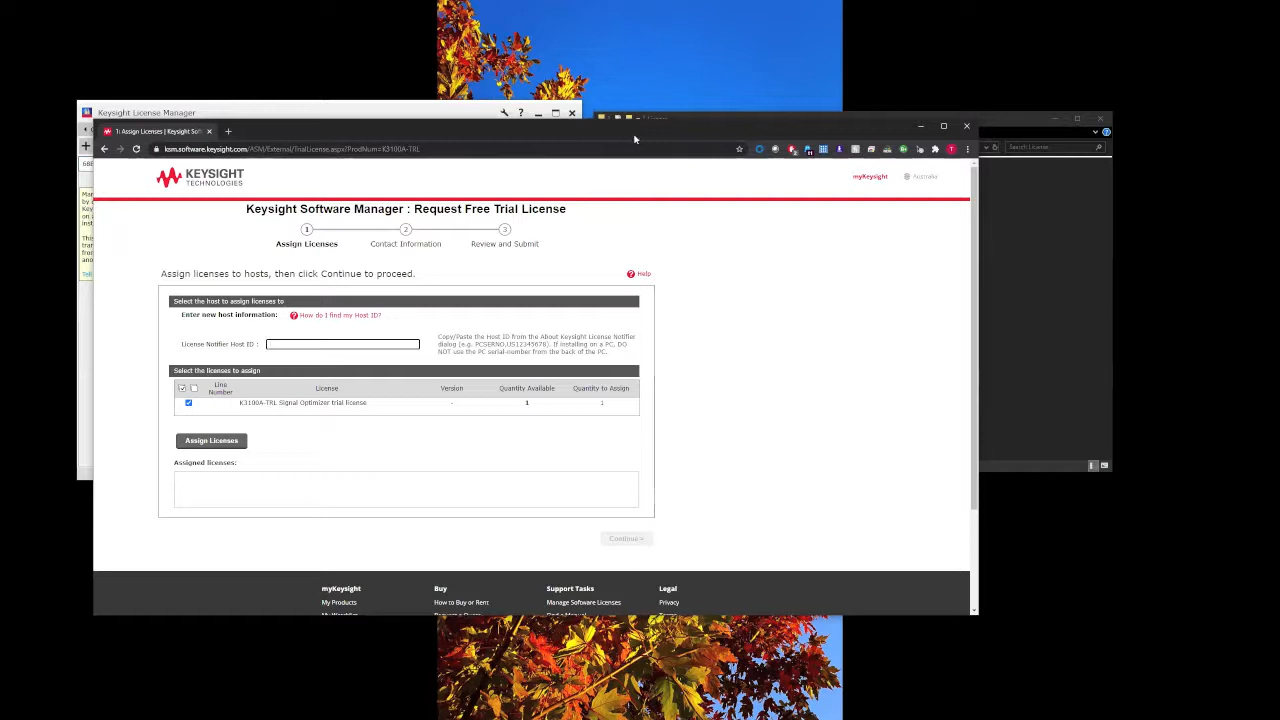 Keysight License Manager
1: Assign Licenses | Keysight Soft
ksm.software.keysight.com/ASM/External/TrialLicense.aspx?ProdNum=K3100A-TRL
Search License
KEYSIGHT
TECHNOLOGIES
myKeysight
Australia
Keysight Software Manager : Request Free Trial License
1
2
3
Assign Licenses
Contact Information
Review and Submit
Assign licenses to hosts, then click Continue to proceed.
Help
Select the host to assign licenses to
Enter new host information:
How do I find my Host ID?
License Notifier Host ID :
Copy/Paste the Host ID from the About Keysight License Notifier
dialog (e.g. PCSERNO,US12345678). If installing on a PC, DO
NOT use the PC serial-number from the back of the PC.
Select the licenses to assign
Line
Number
License
Version
Quantity Available
Quantity to Assign
K3100A-TRL Signal Optimizer trial license
-
1
1
Assign Licenses
Assigned licenses:
Continue »
myKeysight
Buy
Support Tasks
Legal
My Products
How to Buy or Rent
Manage Software Licenses
Privacy